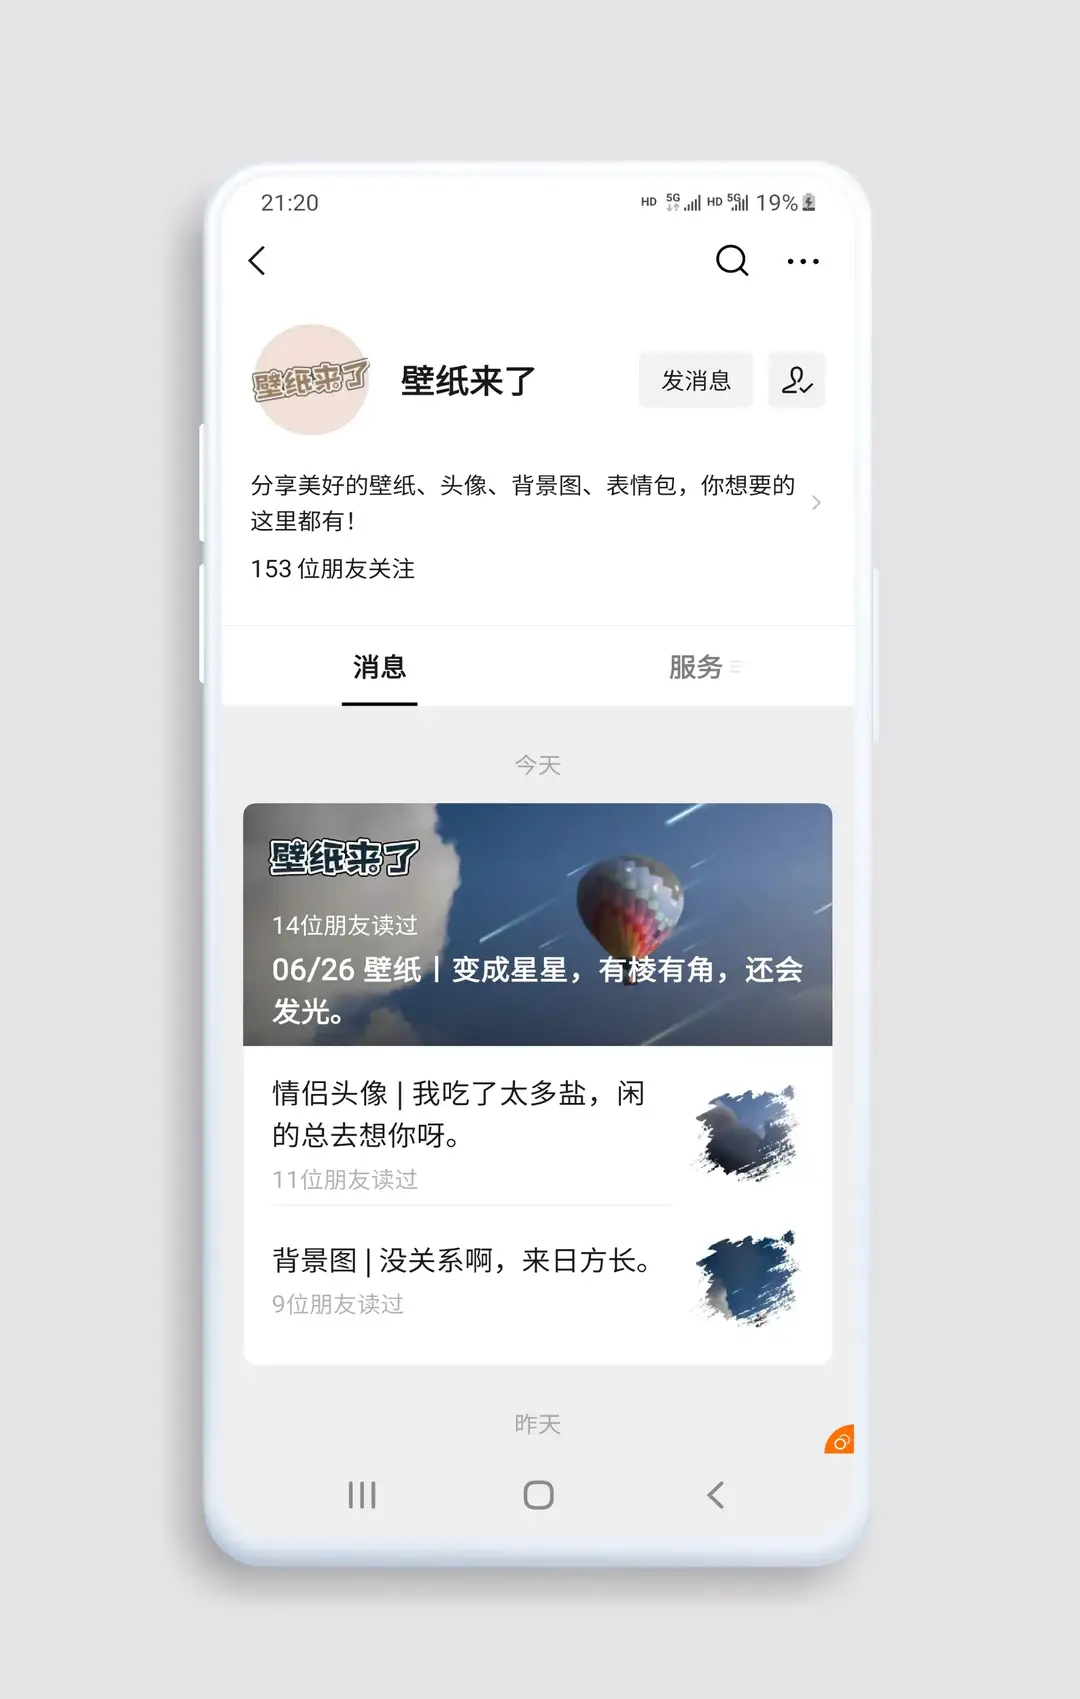 21:20
HD 5G HD 5G 19%
壁纸来了
壁纸来了
发消息
分享美好的壁纸、头像、背景图、表情包，你想要的
这里都有！
153 位朋友关注
消息
服务
今天
壁纸来了
14位朋友读过
06/26 壁纸丨变成星星，有棱有角，还会
发光。
情侣头像 | 我吃了太多盐，闲
的总去想你呀。
11位朋友读过
背景图 | 没关系啊，来日方长。
9位朋友读过
昨天